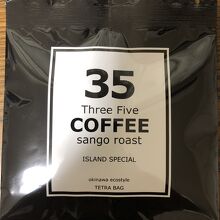 35
Three Five
COFFEE
sango roast
ISLAND SPECIAL
okinawa ecostyle
TETRA BAG